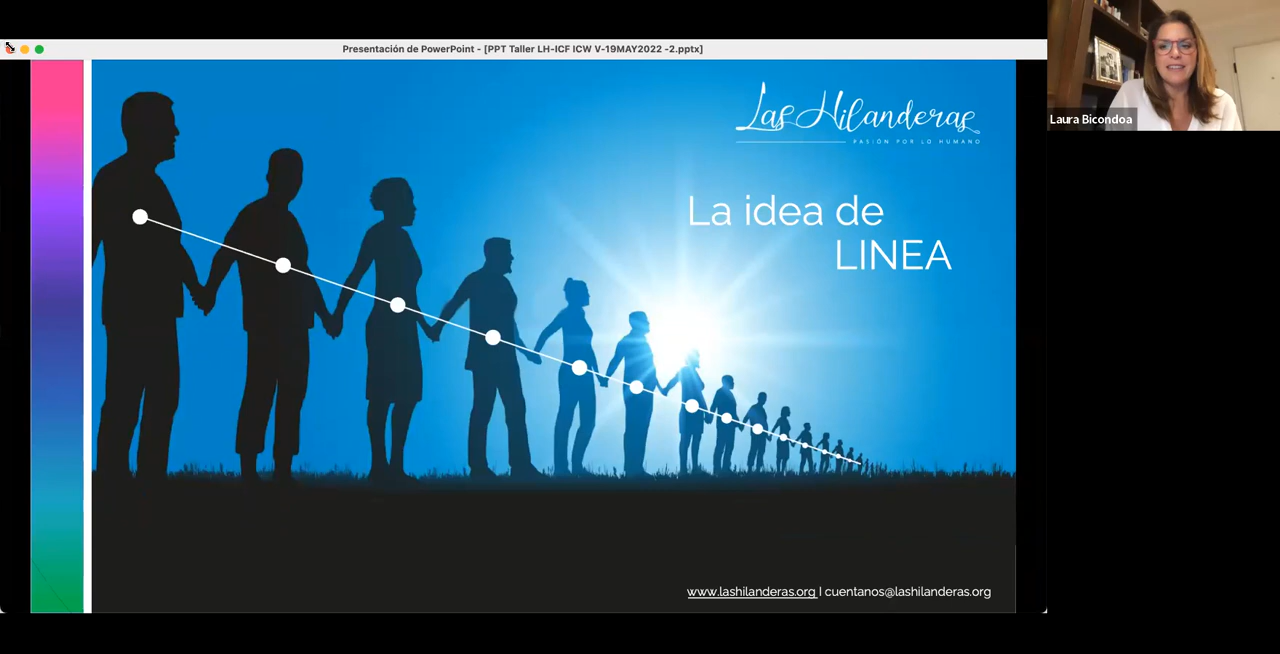 Presentación de PowerPoint - [PPT Taller LH-ICF ICW V-19MAY2022 -2.pptx]
Laura Bicondoa
Las Hilanderas
PASIÓN POR LO HUMANO
La idea de
LINEA
www.lashilanderas.org I cuentanos@lashilanderas.org